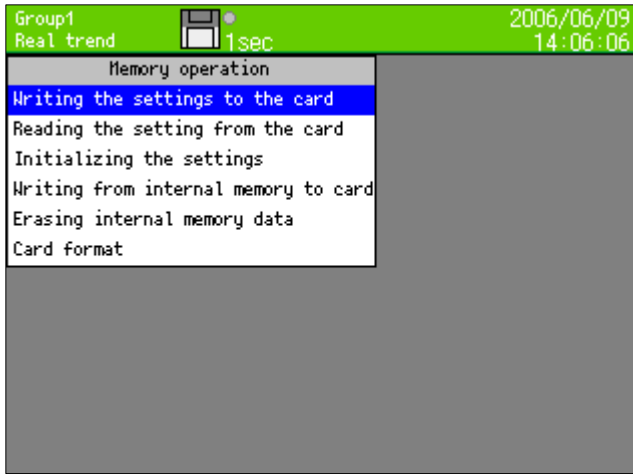 Group1
2006/06/09
Real trend
1sec
14:06:06
Memory operation
Writing the settings to the card
Reading the setting from the card
Initializing the settings
Writing from internal memory to card
Erasing internal memory data
Card format